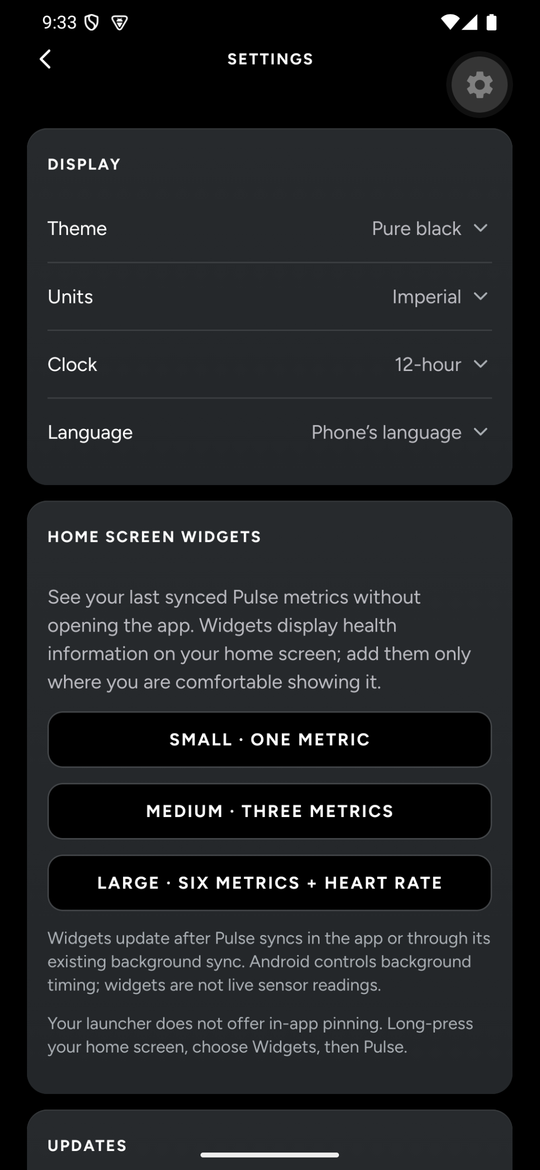 9:33
SETTINGS
DISPLAY
Theme Pure black
Units Imperial
Clock 12-hour
Language Phone’s language
HOME SCREEN WIDGETS
See your last synced Pulse metrics without
opening the app. Widgets display health
information on your home screen; add them only
where you are comfortable showing it.
SMALL · ONE METRIC
MEDIUM · THREE METRICS
LARGE · SIX METRICS + HEART RATE
Widgets update after Pulse syncs in the app or through its
existing background sync. Android controls background
timing; widgets are not live sensor readings.
Your launcher does not offer in-app pinning. Long-press
your home screen, choose Widgets, then Pulse.
UPDATES